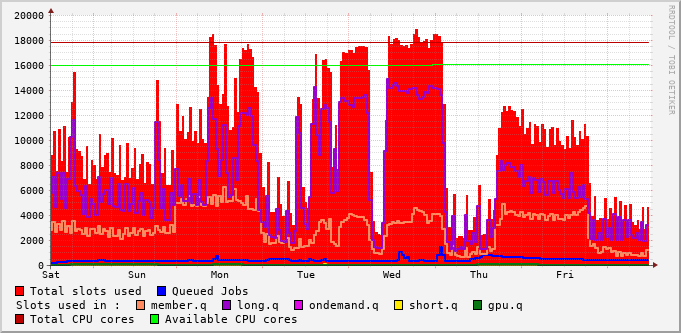 20000
18000
16000
14000
12000
10000
8000
6000
4000
2000
0
Sat Sun Mon Tue Wed Thu Fri
RRDTOOL / TOBI OETIKER
Total slots used Queued Jobs
Slots used in : member.q long.q ondemand.q short.q gpu.q
Total CPU cores Available CPU cores